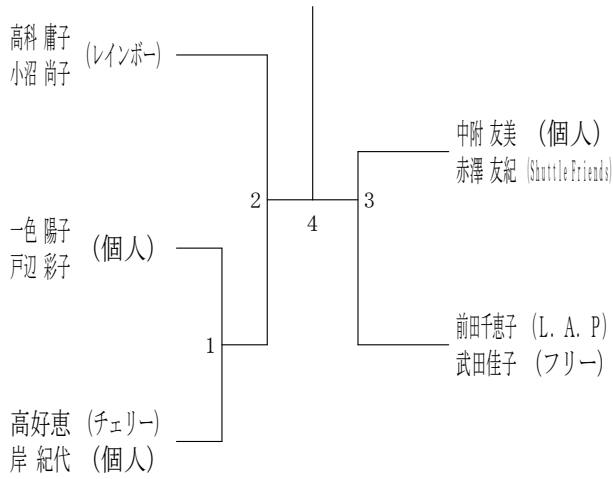 高科 庸子 (レインボー)
小沼 尚子
一色 陽子 (個人)
戸辺 彩子
高好恵 (チェリー)
岸 紀代 (個人)
1
2
4
3
中附 友美 (個人)
赤澤 友紀 (Shuttle Friends)
前田千恵子 (L. A. P)
武田佳子 (フリー)